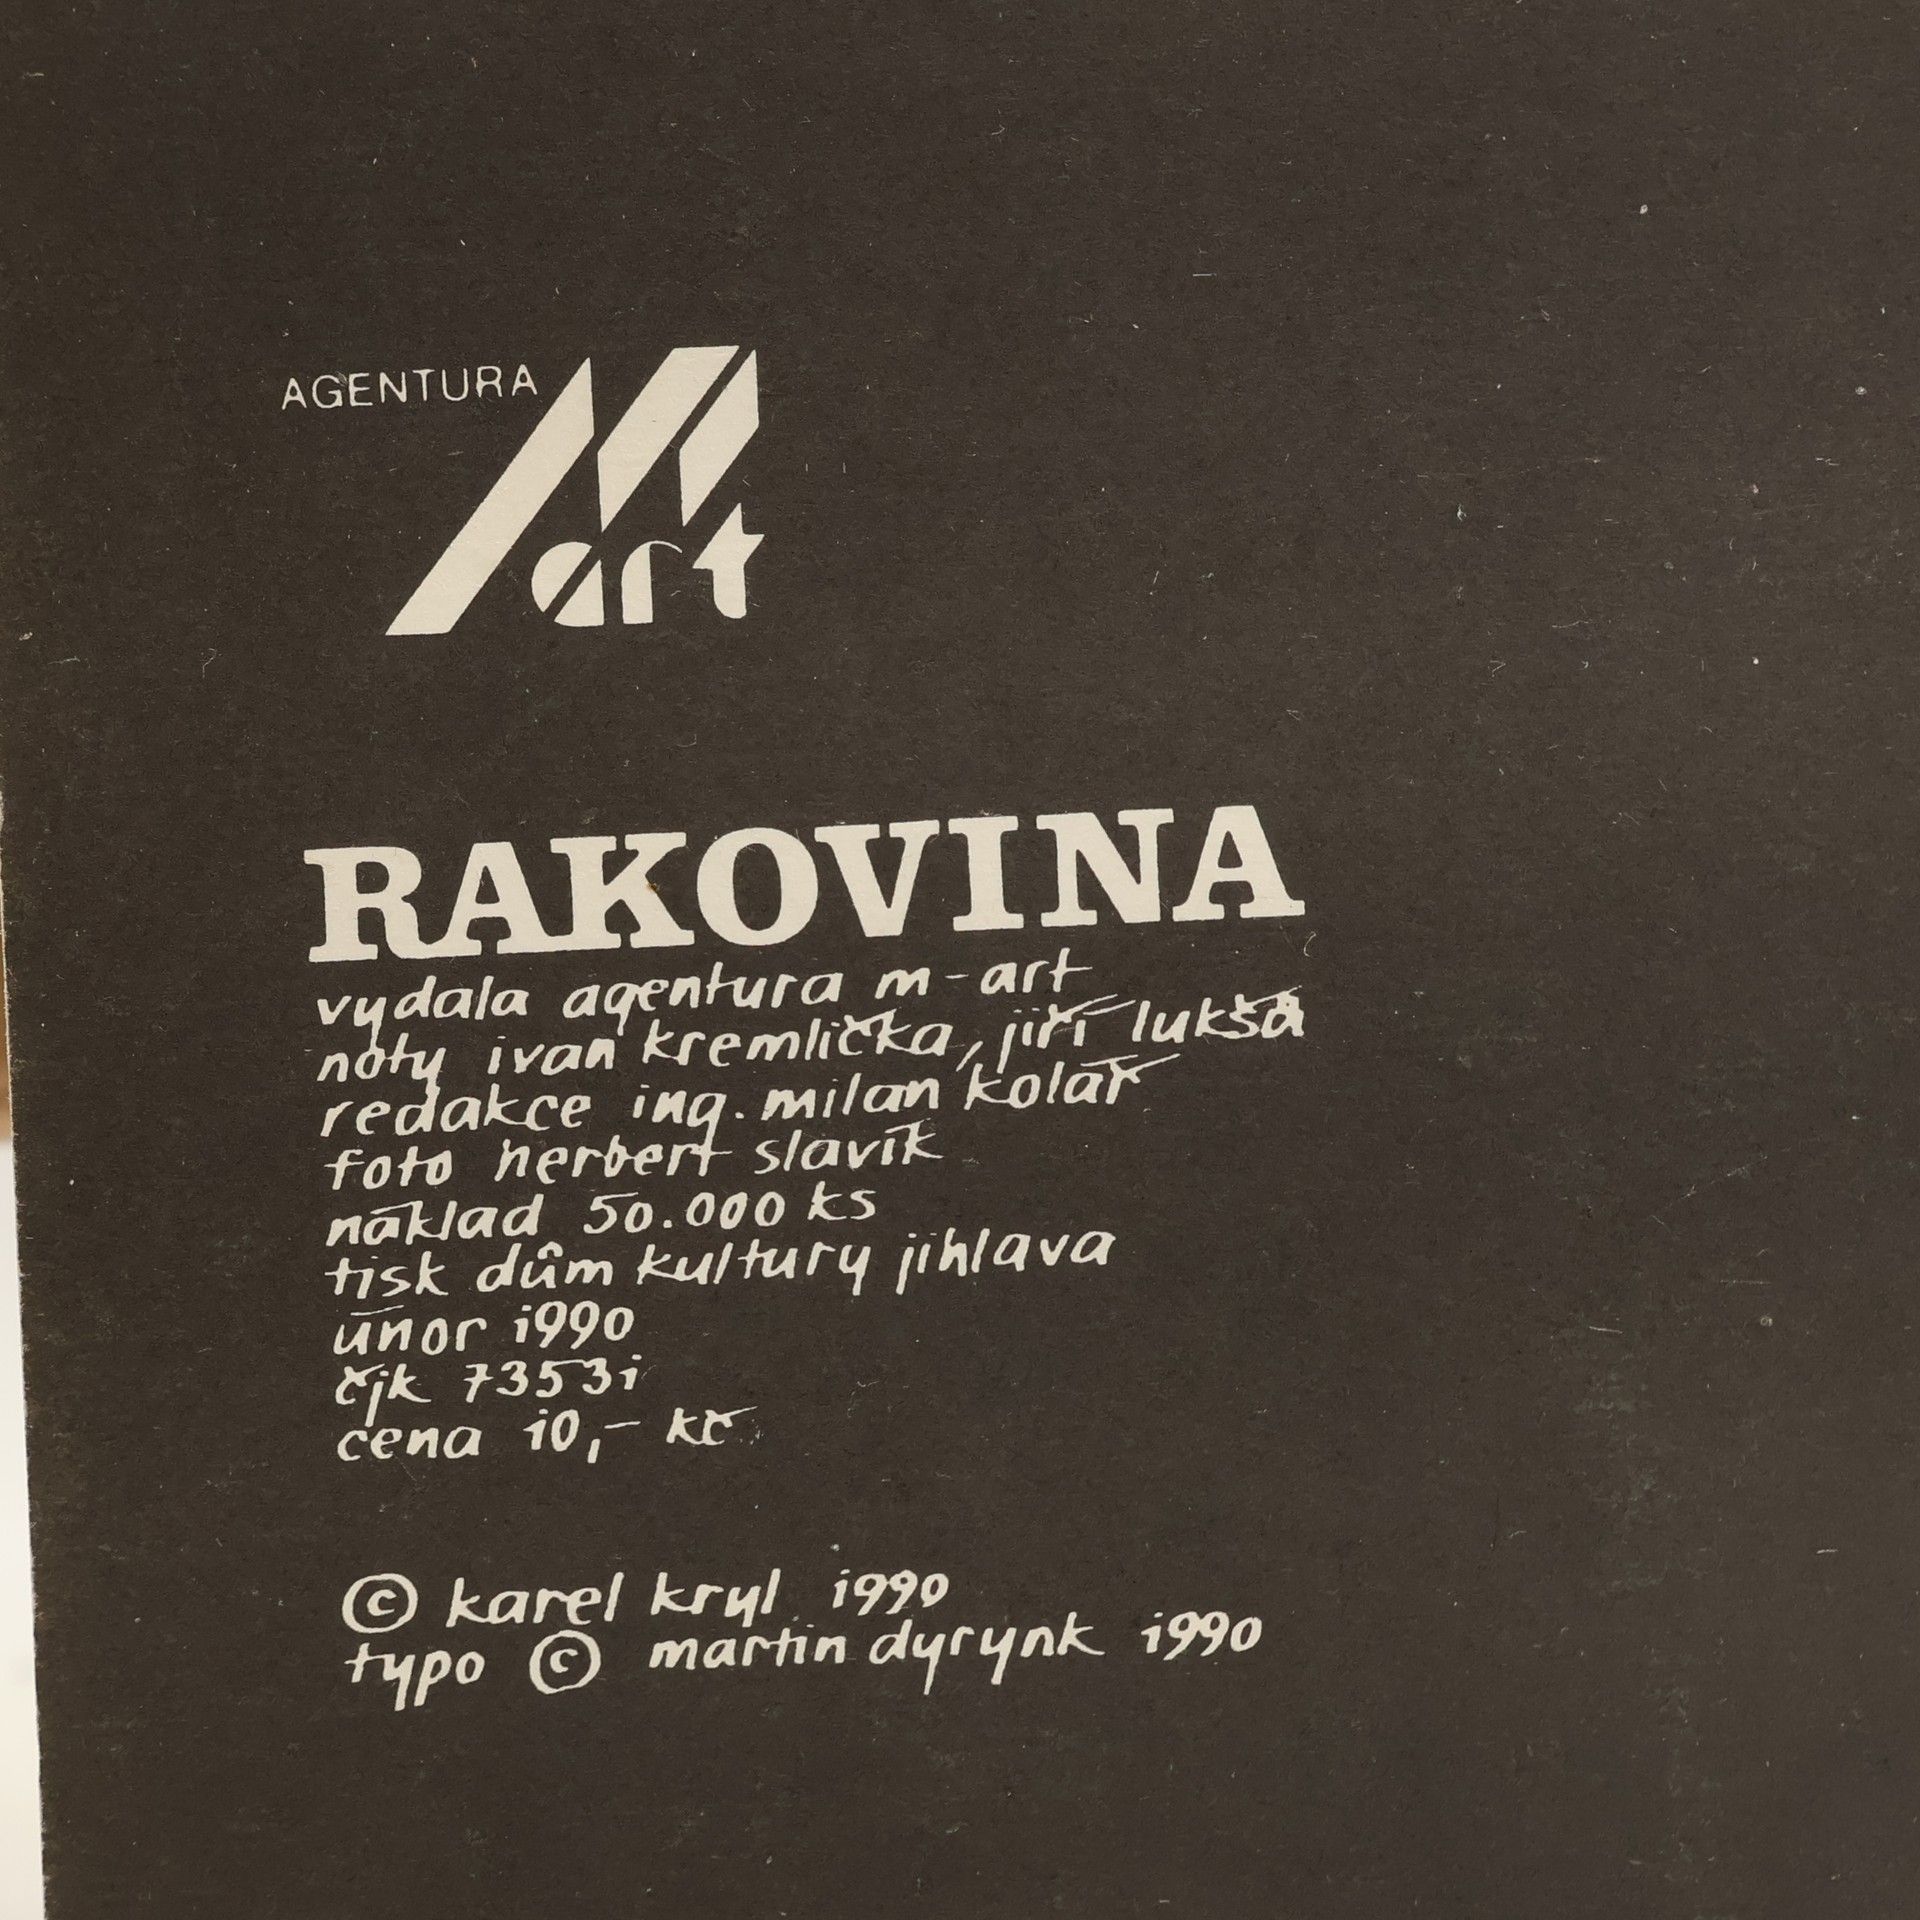 AGENTURA
M art
RAKOVINA
vydala agentura m-art
noty ivan kremlička, jiří lukša
redakce ing. milan kolář
foto herbert slavík
náklad 50.000 ks
tisk dům kultury jihlava
únor 1990
čjk 73531
cena 10,- kč
© karel kryl 1990
typo © martin dyrynk 1990